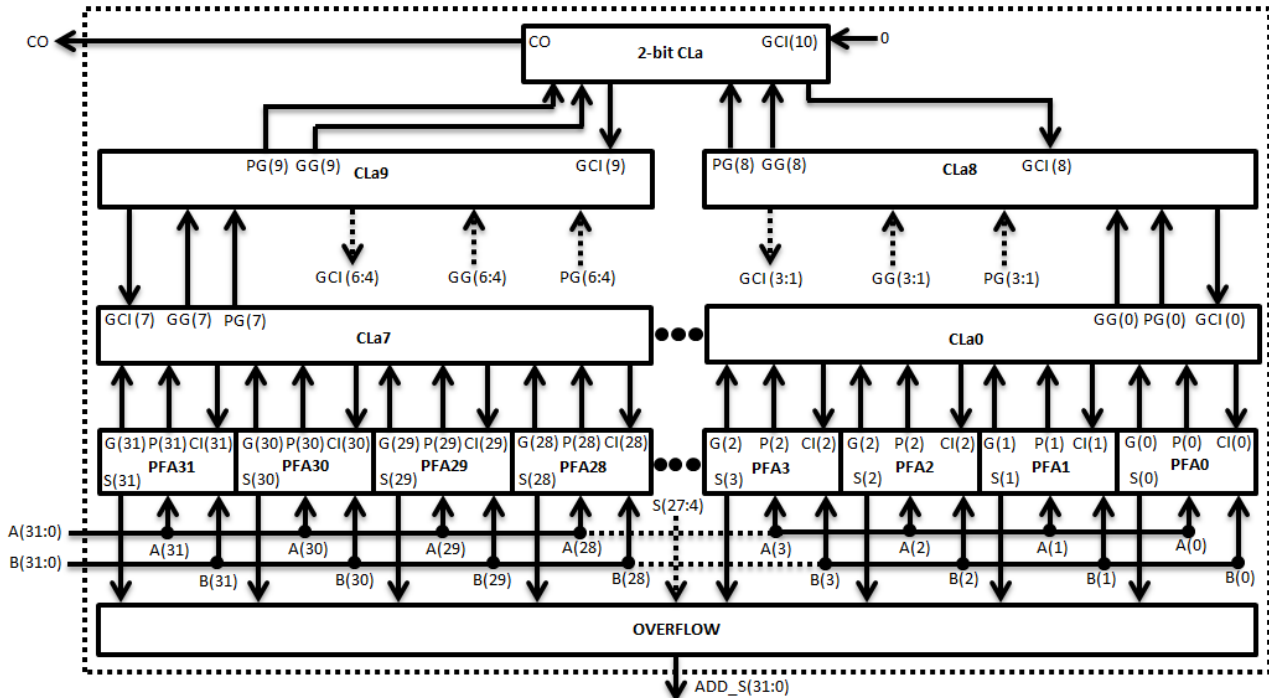 CO
CO
2-bit CLa
GCI(10)
0
PG(9) GG(9)
CLa9
GCI(9)
PG(8) GG(8)
CLa8
GCI(8)
GCI(6:4)
GG(6:4)
PG(6:4)
GCI(3:1)
GG(3:1)
PG(3:1)
GCI(7) GG(7) PG(7)
CLa7
GG(0) PG(0) GCI(0)
CLa0
G(31) P(31) CI(31)
PFA31
S(31)
G(30) P(30) CI(30)
PFA30
S(30)
G(29) P(29) CI(29)
PFA29
S(29)
G(28) P(28) CI(28)
PFA28
S(28)
G(2) P(2) CI(2)
PFA3
S(3)
G(2) P(2) CI(2)
PFA2
S(2)
G(1) P(1) CI(1)
PFA1
S(1)
G(0) P(0) CI(0)
PFA0
S(0)
S(27:4)
A(31:0)
A(31)
A(30)
A(29)
A(28)
A(3)
A(2)
A(1)
A(0)
B(31:0)
B(31)
B(30)
B(29)
B(28)
B(3)
B(2)
B(1)
B(0)
OVERFLOW
ADD_S(31:0)